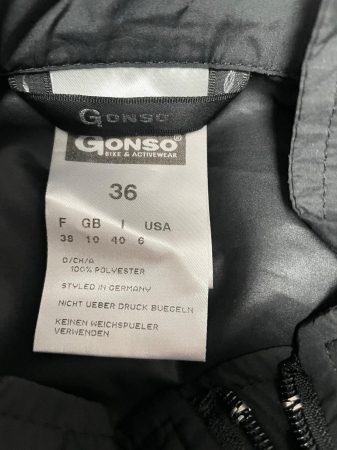 GONSO
GONSO®
BIKE & ACTIVEWEAR
36
F GB I USA
38 10 40 6
D/CH/A
100% POLYESTER
STYLED IN GERMANY
NICHT UEBER DRUCK BUEGELN
KEINEN WEICHSPUELER
VERWENDEN